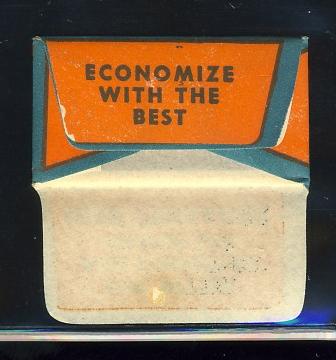 ECONOMIZE
WITH THE
BEST